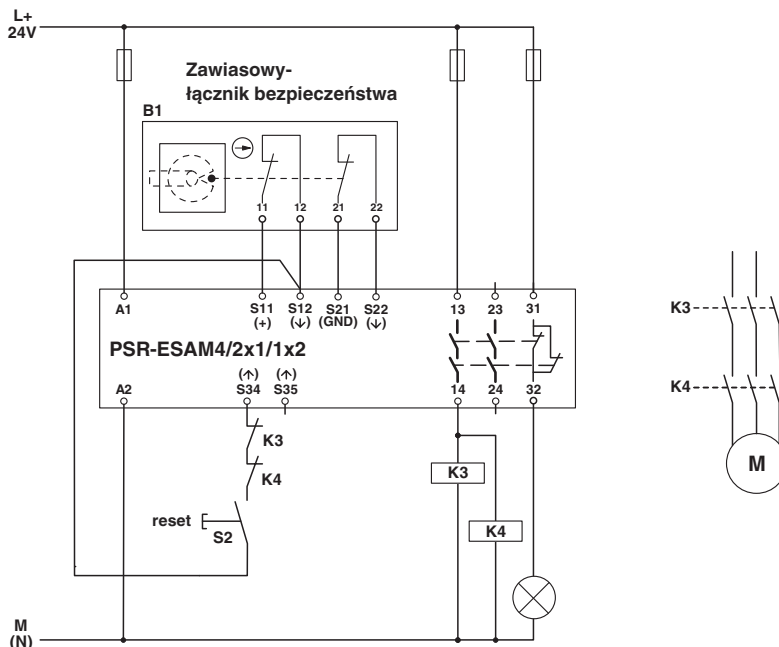 L+
24V
Zawiasowy-
łącznik bezpieczeństwa
B1
11 12 21 22
A1 S11 S12 S21 S22 13 23 31
(+) (↓) (GND) (↓)
PSR-ESAM4/2x1/1x2
(↑) (↑)
A2 S34 S35 14 24 32
K3
K4
reset
S2
K3
K4
M
(N)
K3
K4
M